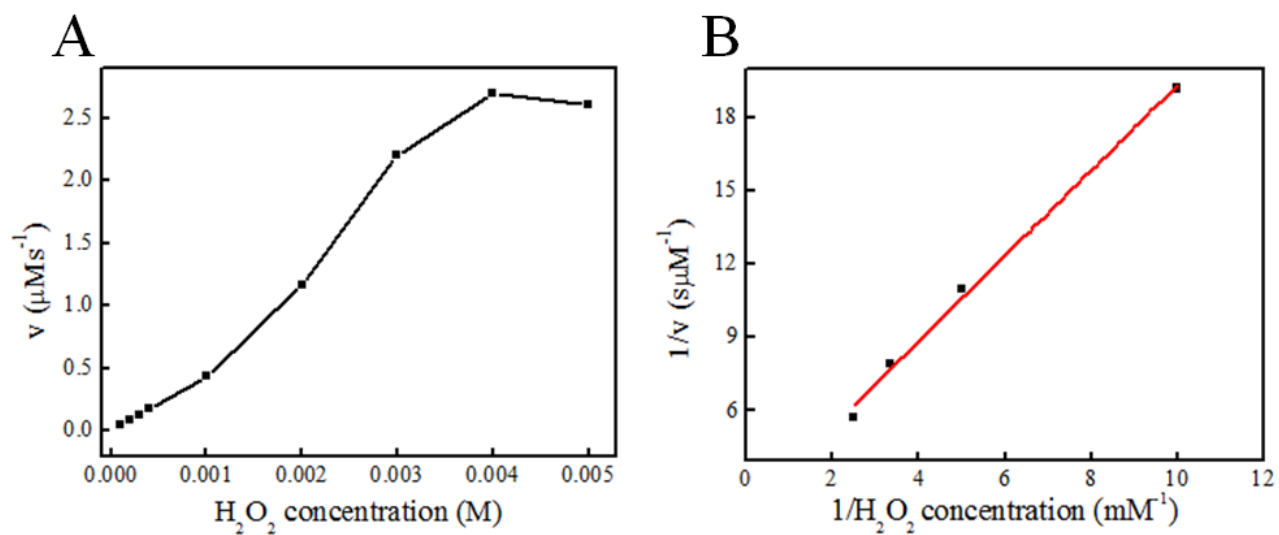 A
2.5
2.0
1.5
1.0
0.5
0.0
v (μMs⁻¹)
0.000 0.001 0.002 0.003 0.004 0.005
H₂O₂ concentration (M)
B
18
15
12
9
6
1/v (sμM⁻¹)
0 2 4 6 8 10 12
1/H₂O₂ concentration (mM⁻¹)